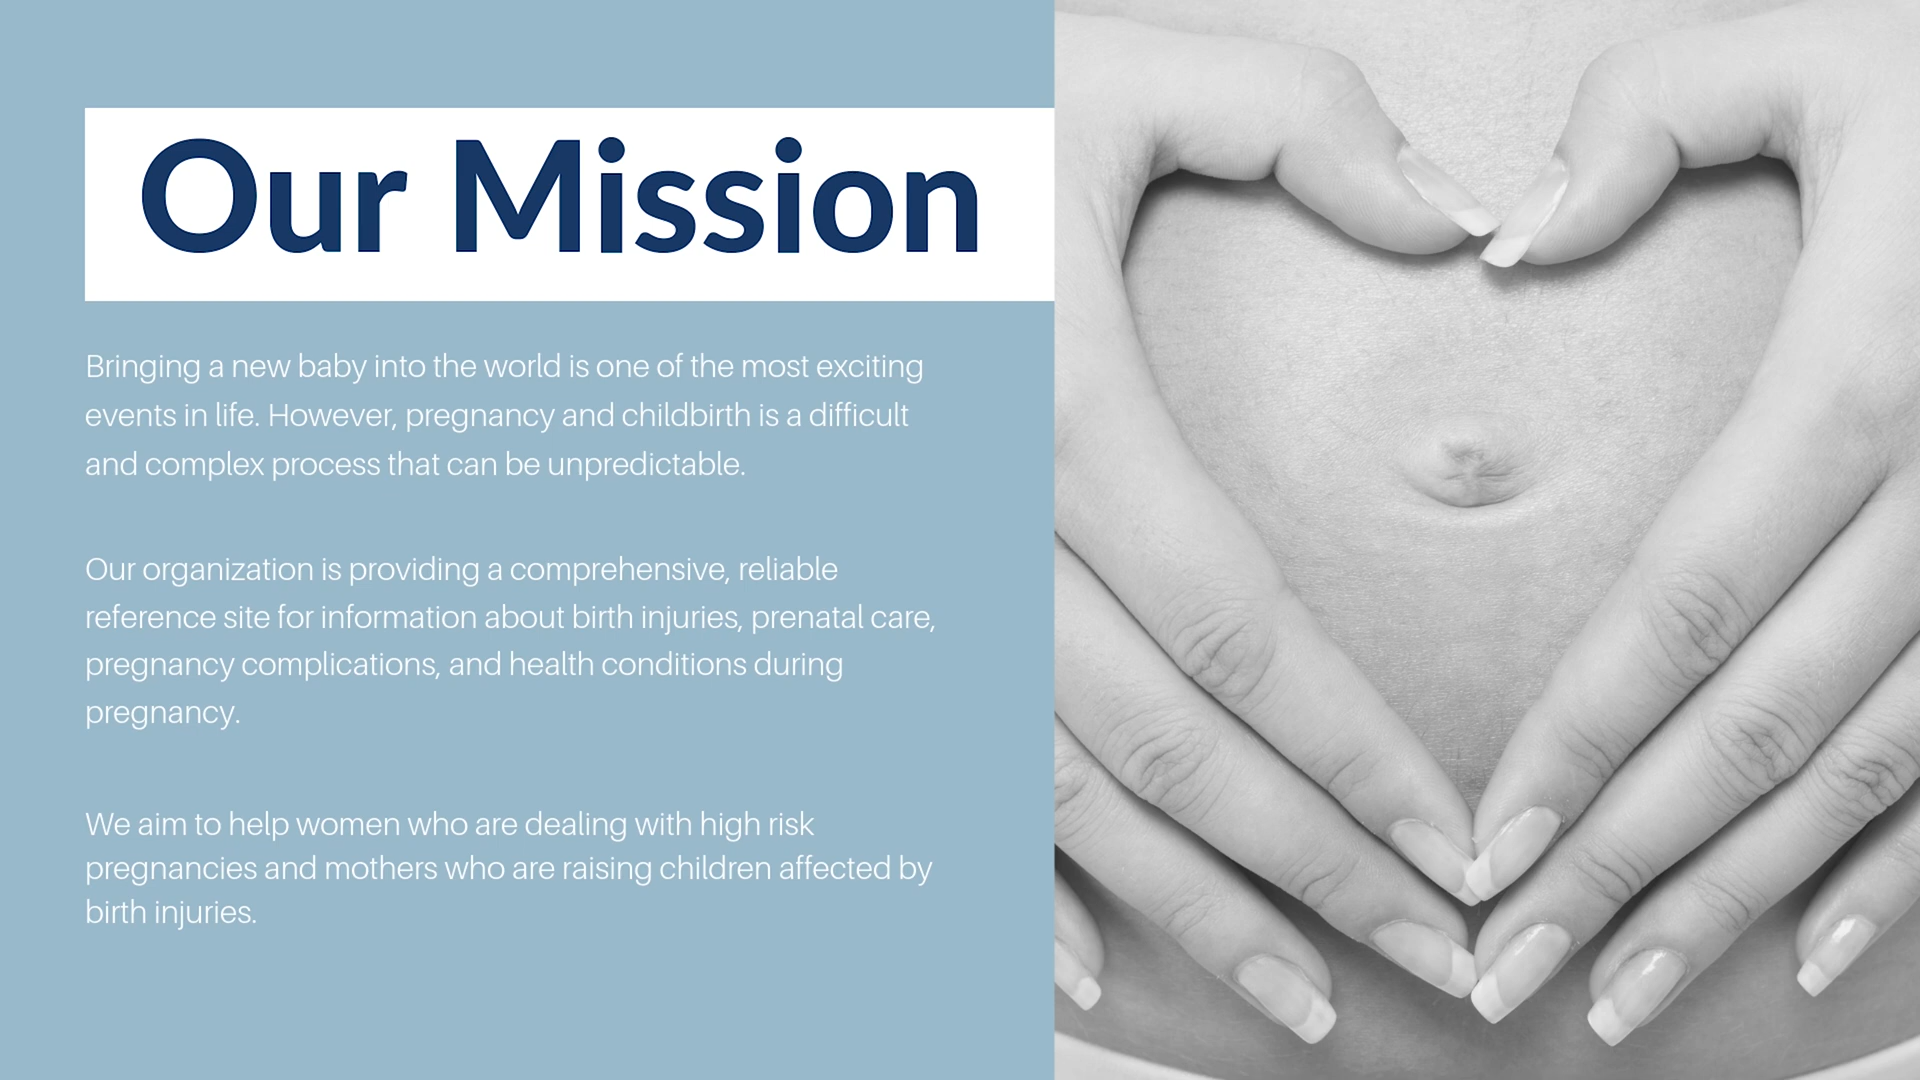 Our Mission
Bringing a new baby into the world is one of the most exciting
events in life. However, pregnancy and childbirth is a difficult
and complex process that can be unpredictable.
Our organization is providing a comprehensive, reliable
reference site for information about birth injuries, prenatal care,
pregnancy complications, and health conditions during
pregnancy.
We aim to help women who are dealing with high risk
pregnancies and mothers who are raising children affected by
birth injuries.